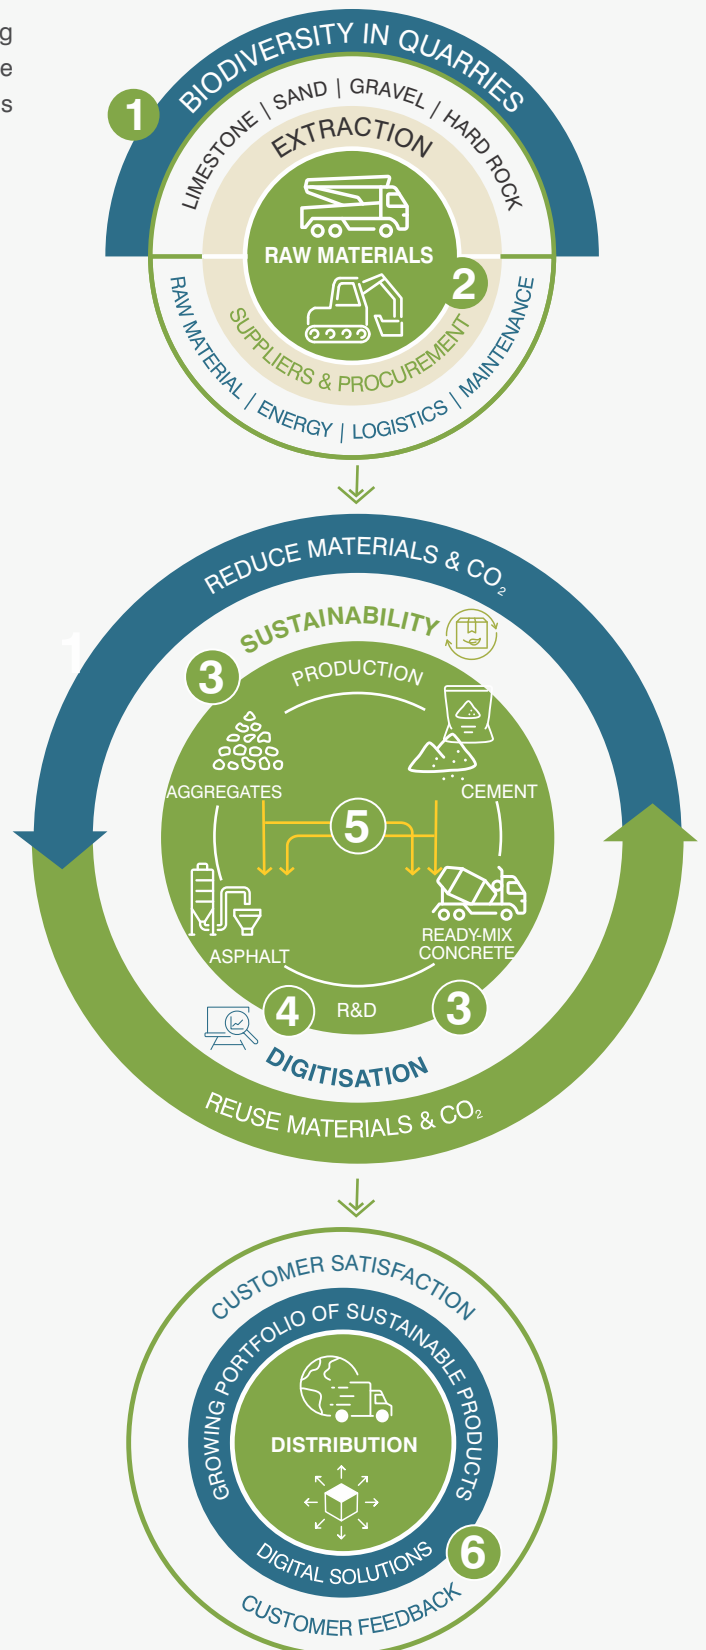 g
e
s
BIODIVERSITY IN QUARRIES
1
LIMESTONE | SAND | GRAVEL | HARD ROCK
EXTRACTION
RAW MATERIALS
2
SUPPLIERS & PROCUREMENT
RAW MATERIAL | ENERGY | LOGISTICS | MAINTENANCE
REDUCE MATERIALS & CO₂
1
SUSTAINABILITY
3
PRODUCTION
AGGREGATES
CEMENT
5
ASPHALT
READY-MIX
CONCRETE
4
R&D
3
DIGITISATION
REUSE MATERIALS & CO₂
CUSTOMER SATISFACTION
GROWING PORTFOLIO OF SUSTAINABLE PRODUCTS
DISTRIBUTION
DIGITAL SOLUTIONS
6
CUSTOMER FEEDBACK